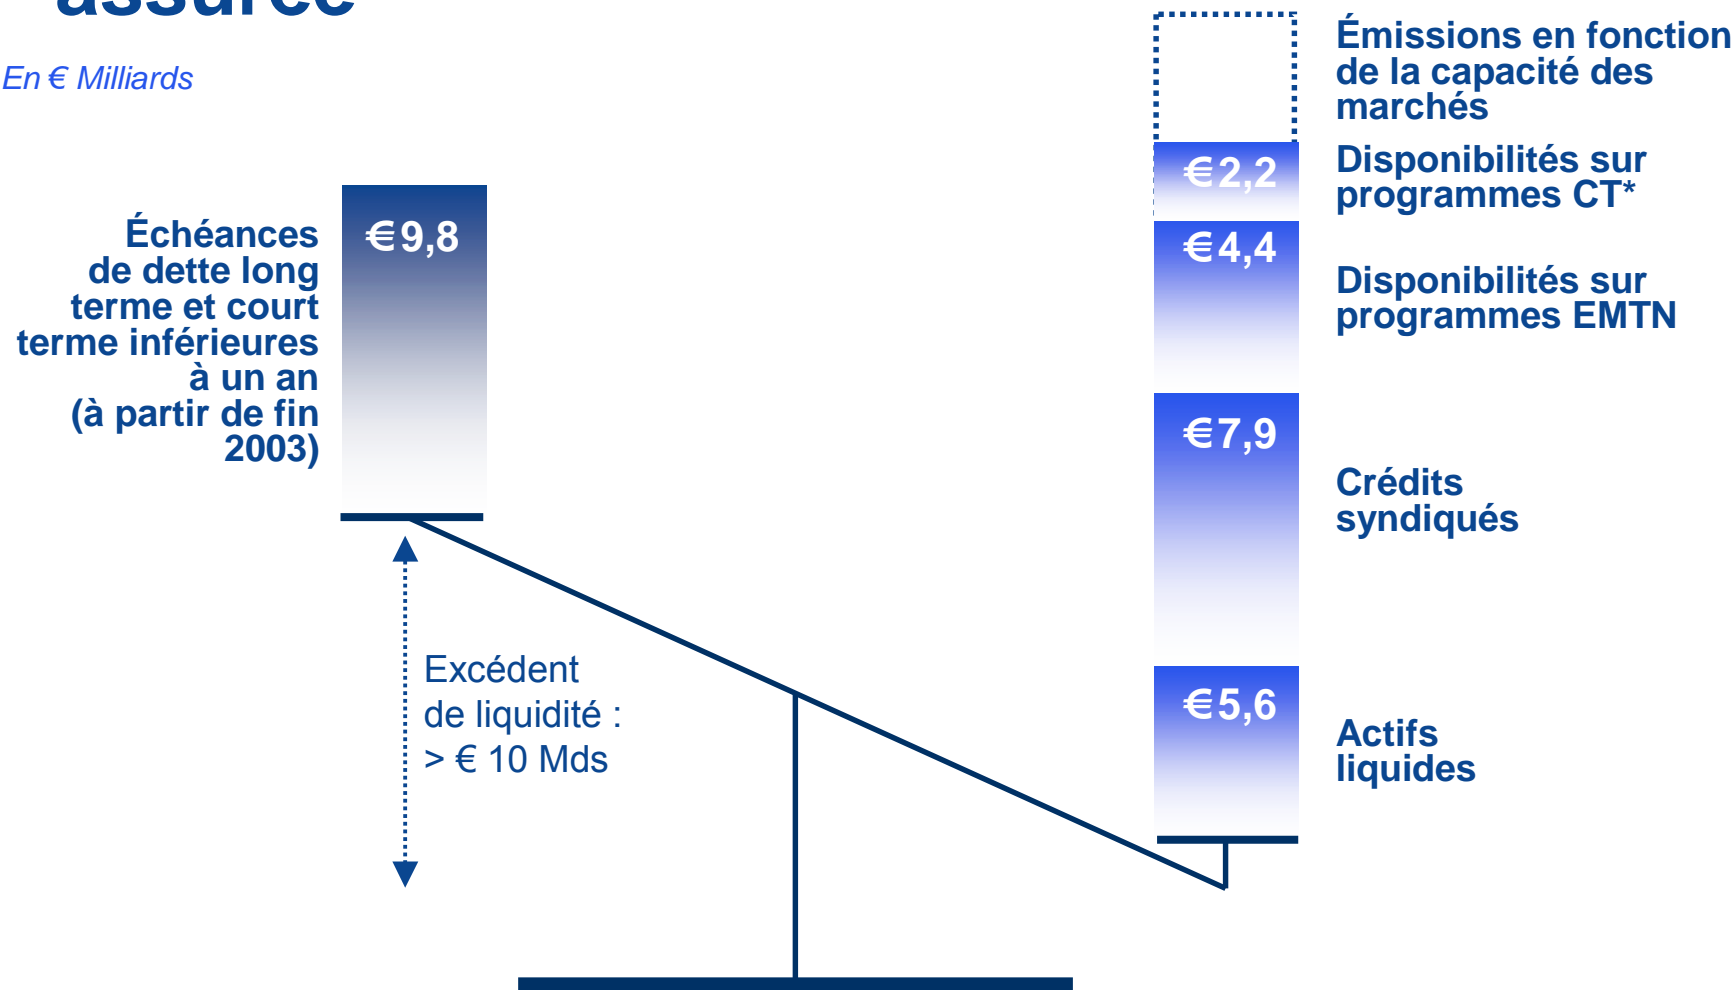 assurée
En € Milliards
Échéances
de dette long
terme et court
terme inférieures
à un an
(à partir de fin
2003)
€9,8
Excédent
de liquidité :
> € 10 Mds
Émissions en fonction
de la capacité des
marchés
€2,2
Disponibilités sur
programmes CT*
€4,4
Disponibilités sur
programmes EMTN
€7,9
Crédits
syndiqués
€5,6
Actifs
liquides